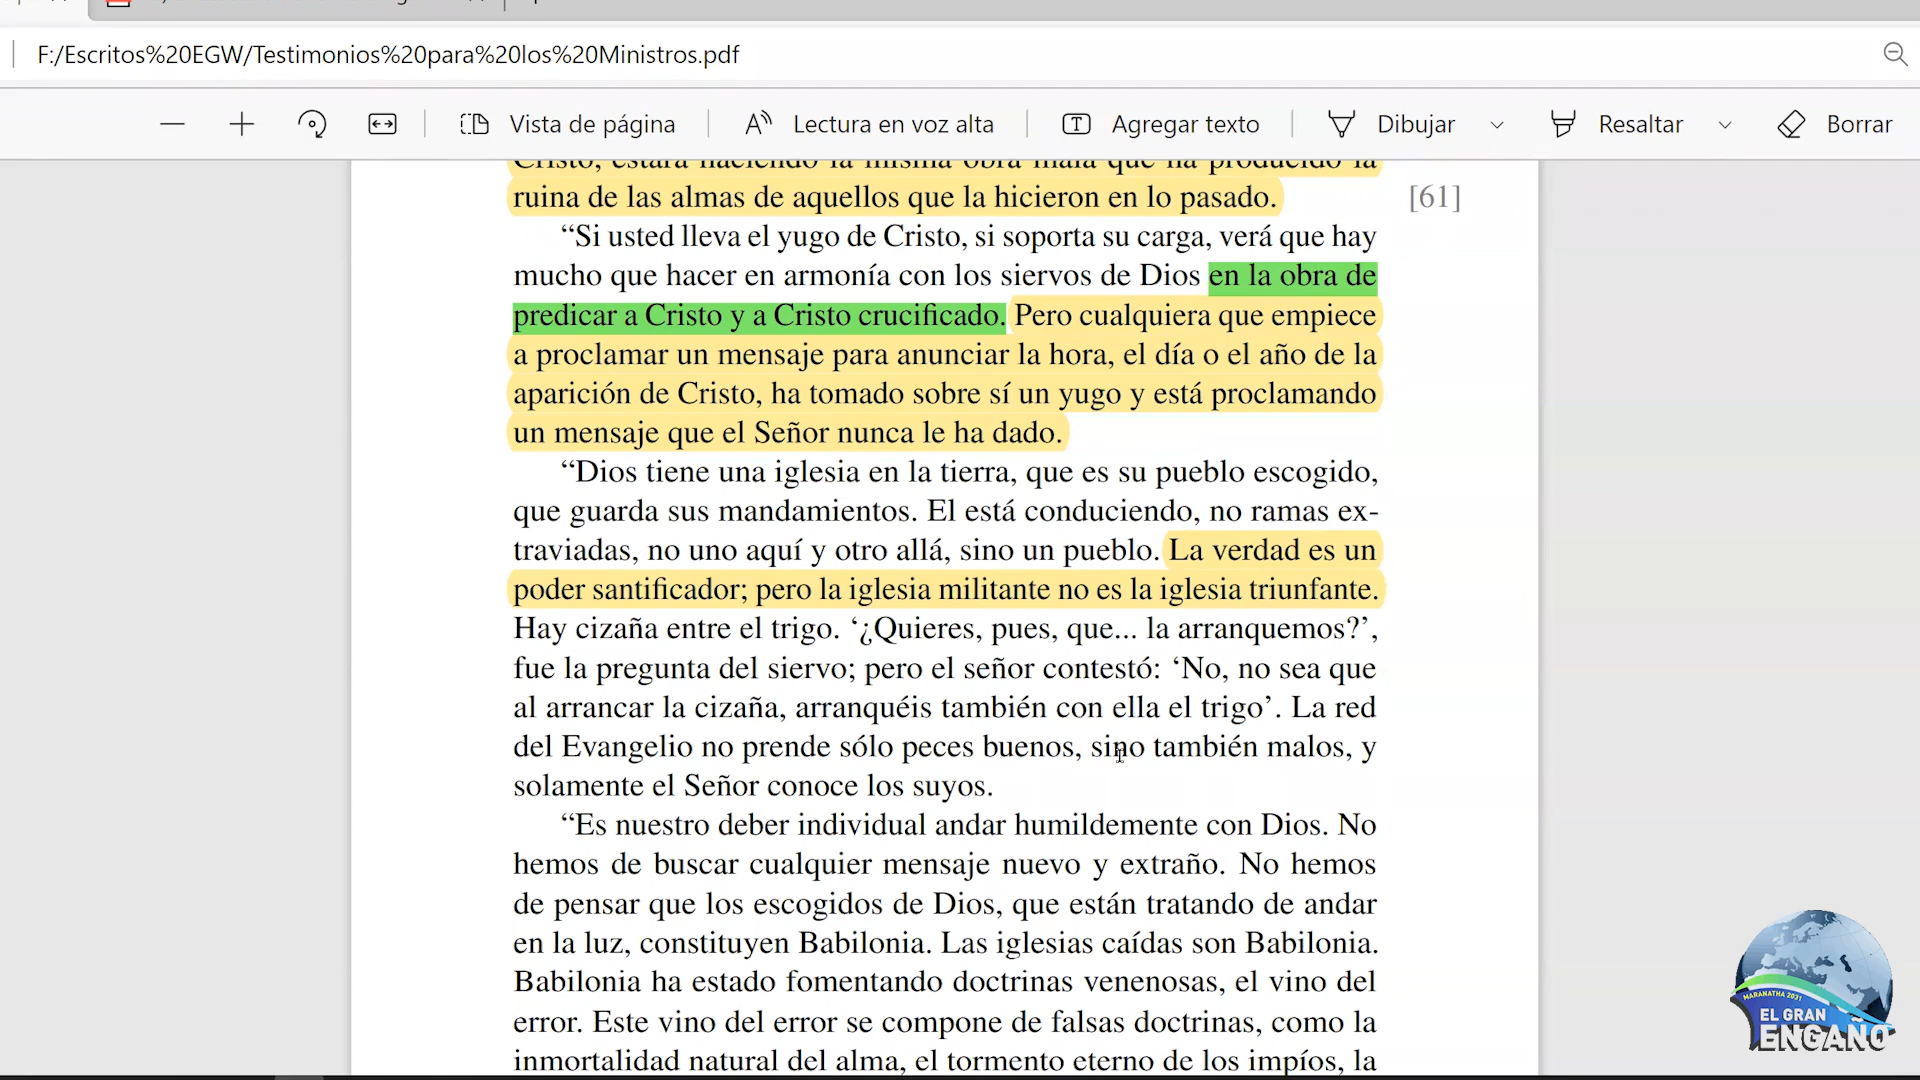 F:/Escritos%20EGW/Testimonios%20para%20los%20Ministros.pdf
Vista de página
Lectura en voz alta
Agregar texto
Dibujar
Resaltar
Borrar
Cristo, estará haciendo la misma obra mala que ha producido la
ruina de las almas de aquellos que la hicieron en lo pasado.
[61]
“Si usted lleva el yugo de Cristo, si soporta su carga, verá que hay
mucho que hacer en armonía con los siervos de Dios en la obra de
predicar a Cristo y a Cristo crucificado. Pero cualquiera que empiece
a proclamar un mensaje para anunciar la hora, el día o el año de la
aparición de Cristo, ha tomado sobre sí un yugo y está proclamando
un mensaje que el Señor nunca le ha dado.
“Dios tiene una iglesia en la tierra, que es su pueblo escogido,
que guarda sus mandamientos. El está conduciendo, no ramas ex-
traviadas, no uno aquí y otro allá, sino un pueblo. La verdad es un
poder santificador; pero la iglesia militante no es la iglesia triunfante.
Hay cizaña entre el trigo. ‘¿Quieres, pues, que... la arranquemos?’,
fue la pregunta del siervo; pero el señor contestó: ‘No, no sea que
al arrancar la cizaña, arranquéis también con ella el trigo’. La red
del Evangelio no prende sólo peces buenos, sino también malos, y
solamente el Señor conoce los suyos.
“Es nuestro deber individual andar humildemente con Dios. No
hemos de buscar cualquier mensaje nuevo y extraño. No hemos
de pensar que los escogidos de Dios, que están tratando de andar
en la luz, constituyen Babilonia. Las iglesias caídas son Babilonia.
Babilonia ha estado fomentando doctrinas venenosas, el vino del
error. Este vino del error se compone de falsas doctrinas, como la
inmortalidad natural del alma, el tormento eterno de los impíos, la
MARANATHA 2021
EL GRAN
ENGAÑO